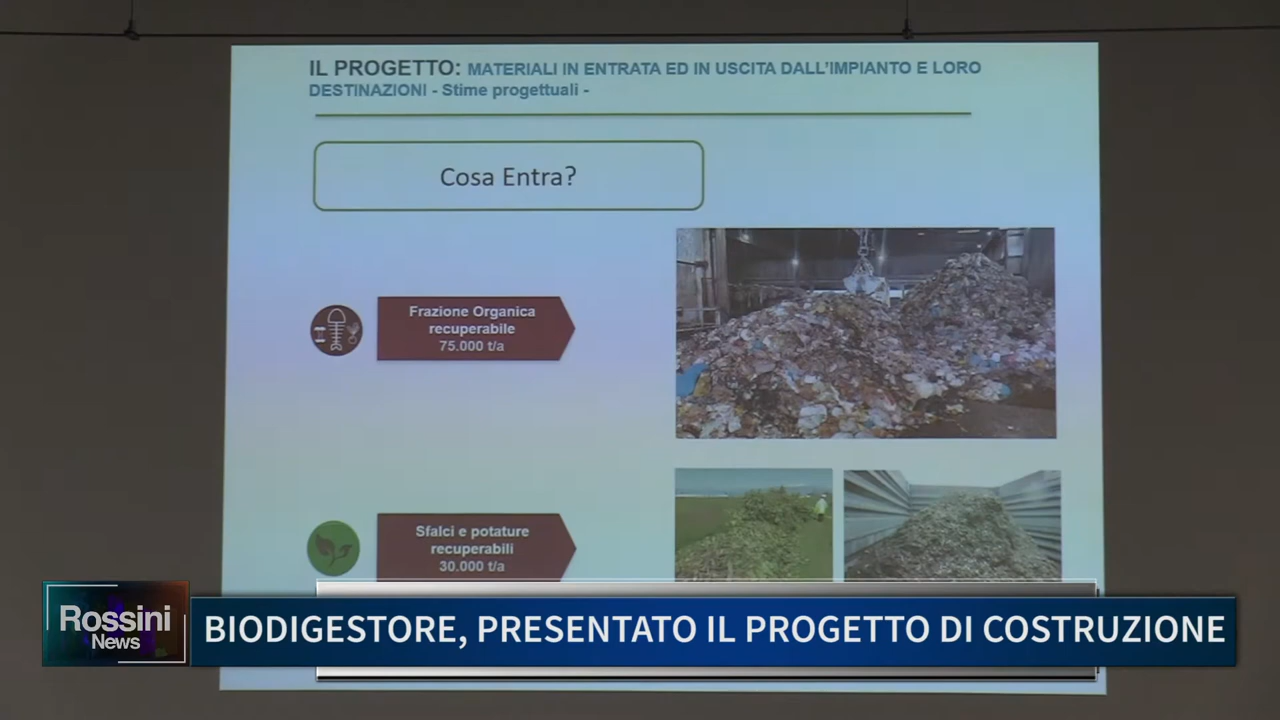 IL PROGETTO: MATERIALI IN ENTRATA ED IN USCITA DALL'IMPIANTO E LORO
DESTINAZIONI - Stime progettuali -
Cosa Entra?
Frazione Organica
recuperabile
75.000 t/a
Sfalci e potature
recuperabili
30.000 t/a
Rossini
News
BIODIGESTORE, PRESENTATO IL PROGETTO DI COSTRUZIONE